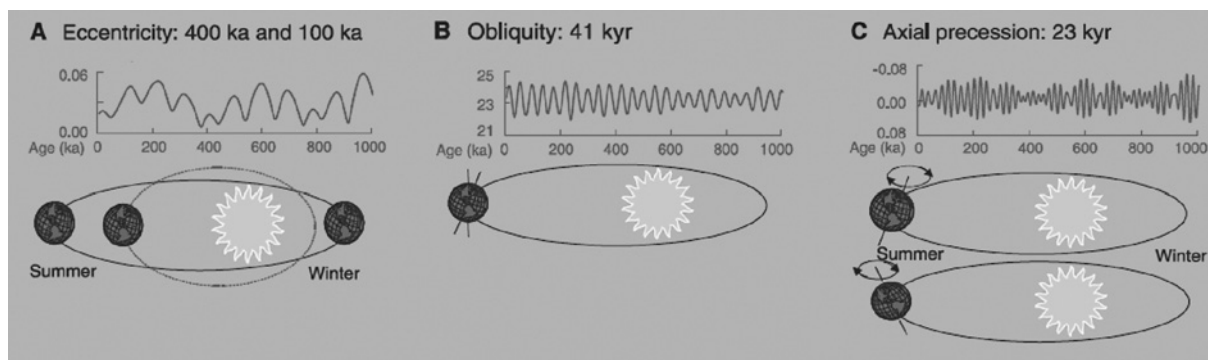 A Eccentricity: 400 ka and 100 ka
0.06
0.00
Age (ka) 0 200 400 600 800 1000
Summer
Winter
B Obliquity: 41 kyr
25
23
21
Age (ka) 0 200 400 600 800 1000
C Axial precession: 23 kyr
-0.08
0.00
0.08
Age (ka) 0 200 400 600 800 1000
Summer
Winter